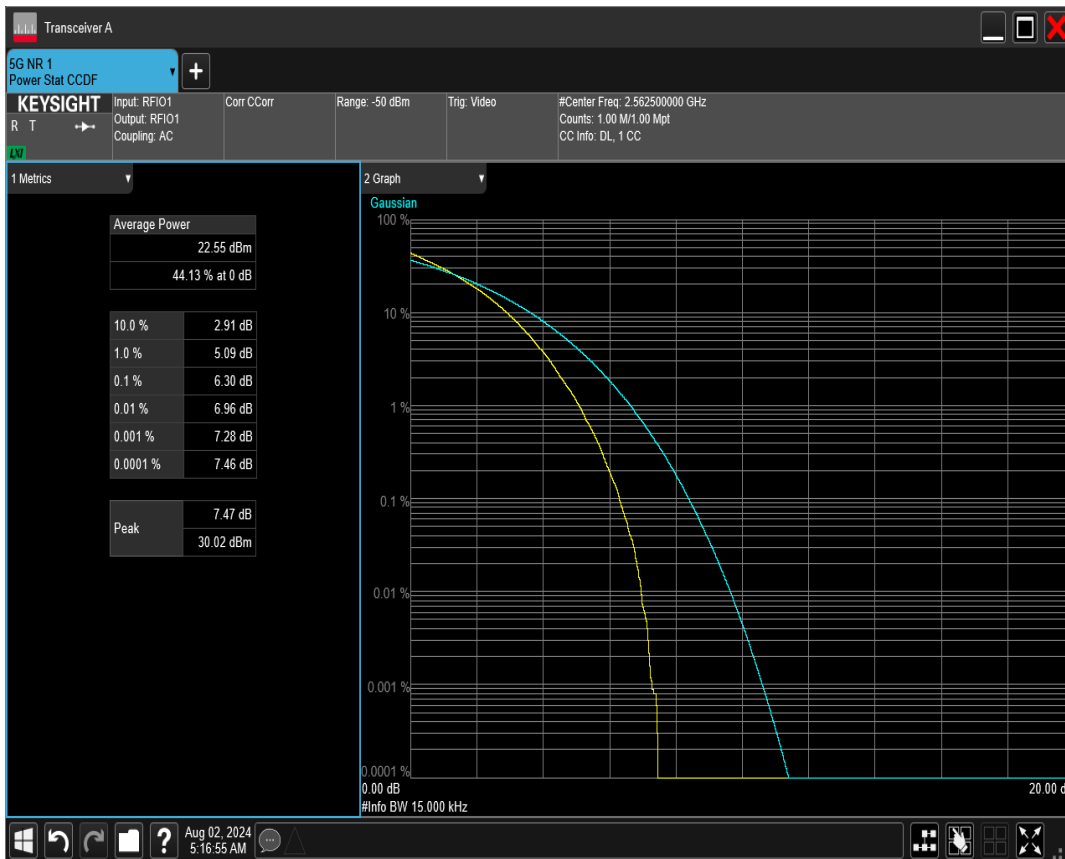 Transceiver A
5G NR 1
Power Stat CCDF
KEYSIGHT
R T
LXI
Input: RFIO1
Output: RFIO1
Coupling: AC
Corr CCorr
Range: -50 dBm
Trig: Video
#Center Freq: 2.562500000 GHz
Counts: 1.00 M/1.00 Mpt
CC Info: DL, 1 CC
1 Metrics
Average Power
22.55 dBm
44.13 % at 0 dB
10.0 % 2.91 dB
1.0 % 5.09 dB
0.1 % 6.30 dB
0.01 % 6.96 dB
0.001 % 7.28 dB
0.0001 % 7.46 dB
Peak
7.47 dB
30.02 dBm
2 Graph
Gaussian
100 %
10 %
1 %
0.1 %
0.01 %
0.001 %
0.0001 %
0.00 dB
20.00 d
#Info BW 15.000 kHz
Aug 02, 2024
5:16:55 AM